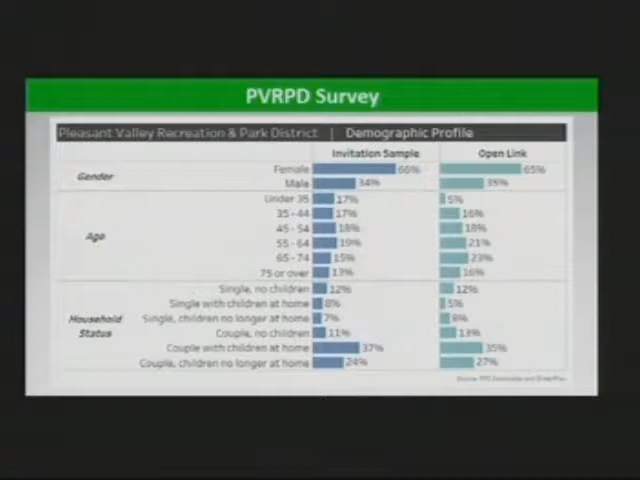 PVRPD Survey
Pleasant Valley Recreation & Park District | Demographic Profile
Invitation Sample Open Link
Gender
Female 66% 65%
Male 34% 35%
Age
Under 35 17% 5%
35 - 44 17% 16%
45 - 54 18% 18%
55 - 64 19% 21%
65 - 74 15% 23%
75 or over 13% 16%
Household Status
Single, no children 12% 12%
Single with children at home 8% 5%
Single, children no longer at home 7% 8%
Couple, no children 11% 13%
Couple with children at home 37% 35%
Couple, children no longer at home 24% 27%
Source: